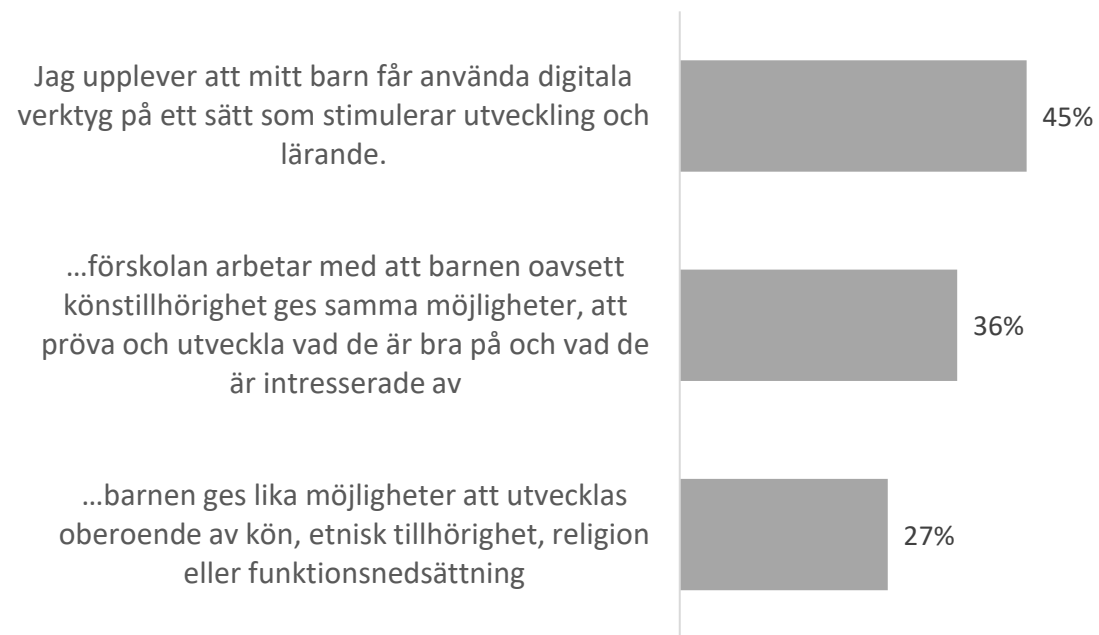 Jag upplever att mitt barn får använda digitala
verktyg på ett sätt som stimulerar utveckling och
lärande.
45%
...förskolan arbetar med att barnen oavsett
könstillhörighet ges samma möjligheter, att
pröva och utveckla vad de är bra på och vad de
är intresserade av
36%
...barnen ges lika möjligheter att utvecklas
oberoende av kön, etnisk tillhörighet, religion
eller funktionsnedsättning
27%